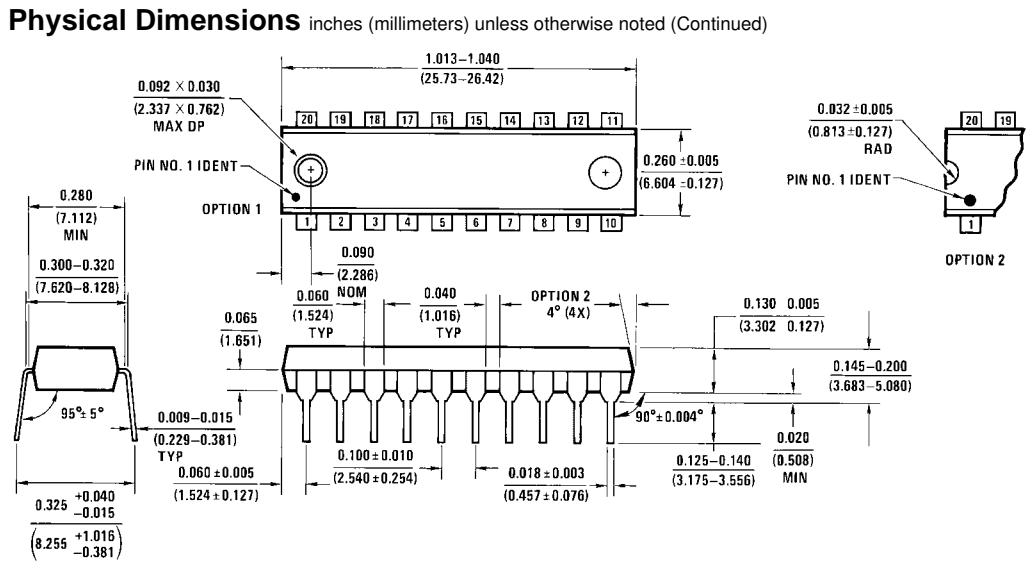 Physical Dimensions inches (millimeters) unless otherwise noted (Continued)
1.013–1.040
(25.73–26.42)
0.092 × 0.030
(2.337 × 0.762)
MAX DP
20 19 18 17 16 15 14 13 12 11
0.032 ±0.005
(0.813 ±0.127)
RAD
20 19
PIN NO. 1 IDENT
0.260 ±0.005
(6.604 ±0.127)
PIN NO. 1 IDENT
OPTION 1
1 2 3 4 5 6 7 8 9 10
1
OPTION 2
0.280
(7.112)
MIN
0.090
(2.286)
NOM
0.300–0.320
(7.620–8.128)
0.060
(1.524)
TYP
0.040
(1.016)
TYP
OPTION 2
4° (4X)
0.130 0.005
(3.302 0.127)
0.065
(1.651)
0.145–0.200
(3.683–5.080)
95° ± 5°
0.009–0.015
(0.229–0.381)
TYP
90° ±0.004°
0.020
(0.508)
MIN
0.100 ±0.010
(2.540 ±0.254)
0.125–0.140
(3.175–3.556)
0.060 ±0.005
(1.524 ±0.127)
0.018 ±0.003
(0.457 ±0.076)
0.325 +0.040
−0.015
(8.255 +1.016
−0.381)